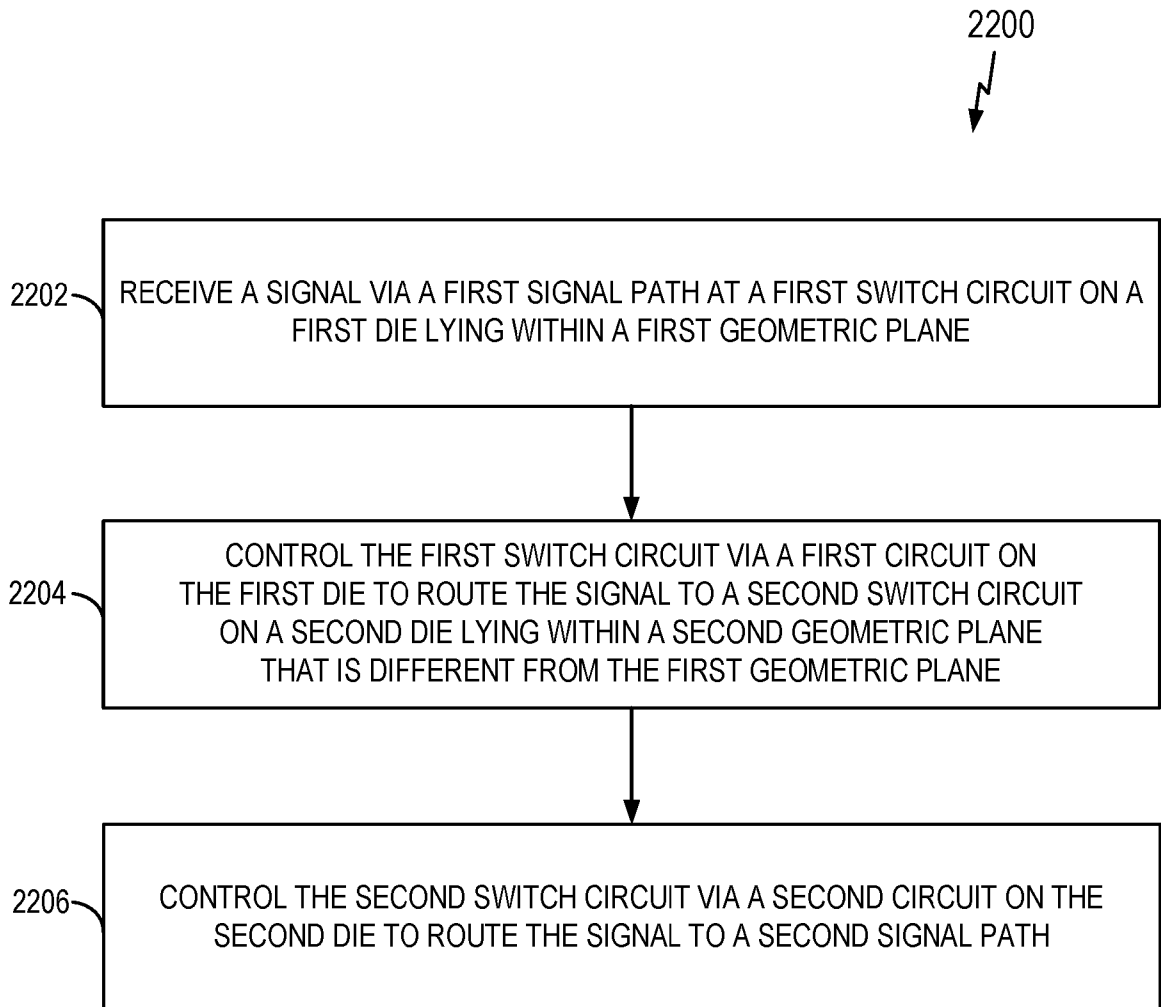 2200
2202
RECEIVE A SIGNAL VIA A FIRST SIGNAL PATH AT A FIRST SWITCH CIRCUIT ON A
FIRST DIE LYING WITHIN A FIRST GEOMETRIC PLANE
2204
CONTROL THE FIRST SWITCH CIRCUIT VIA A FIRST CIRCUIT ON
THE FIRST DIE TO ROUTE THE SIGNAL TO A SECOND SWITCH CIRCUIT
ON A SECOND DIE LYING WITHIN A SECOND GEOMETRIC PLANE
THAT IS DIFFERENT FROM THE FIRST GEOMETRIC PLANE
2206
CONTROL THE SECOND SWITCH CIRCUIT VIA A SECOND CIRCUIT ON THE
SECOND DIE TO ROUTE THE SIGNAL TO A SECOND SIGNAL PATH